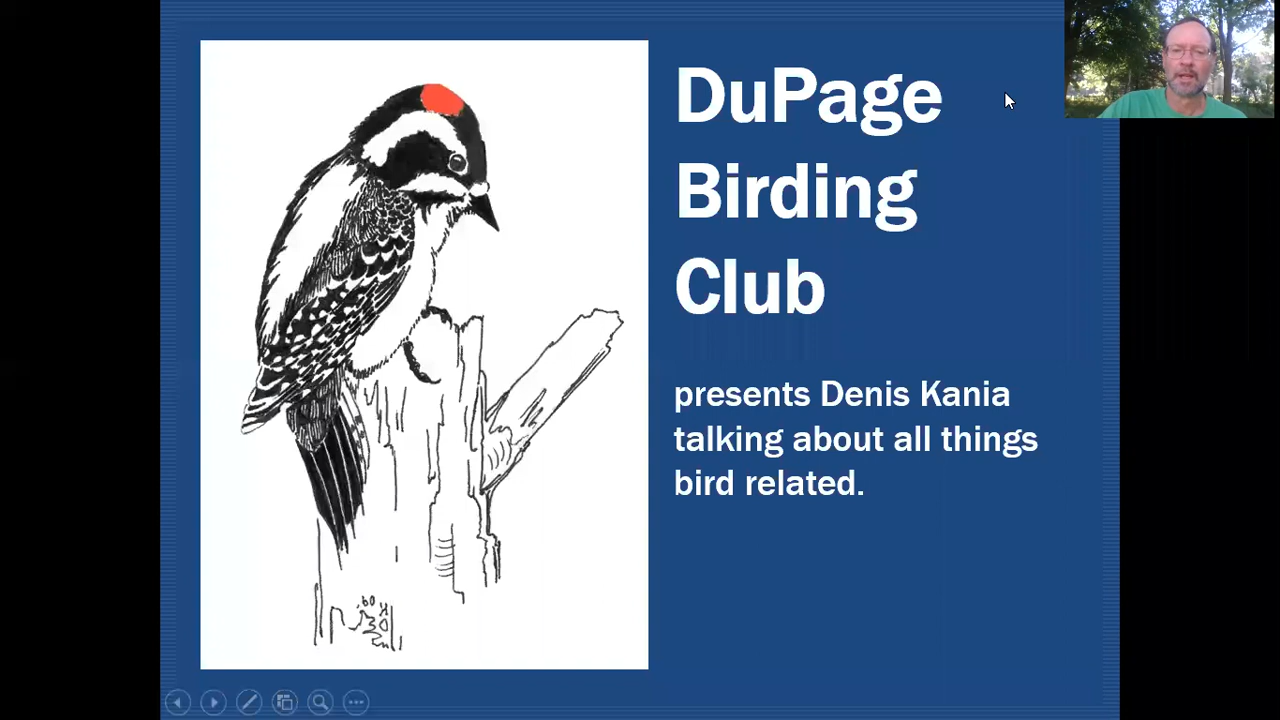 DuPage
Birding
Club
presents Denis Kania
talking about all things
bird related.